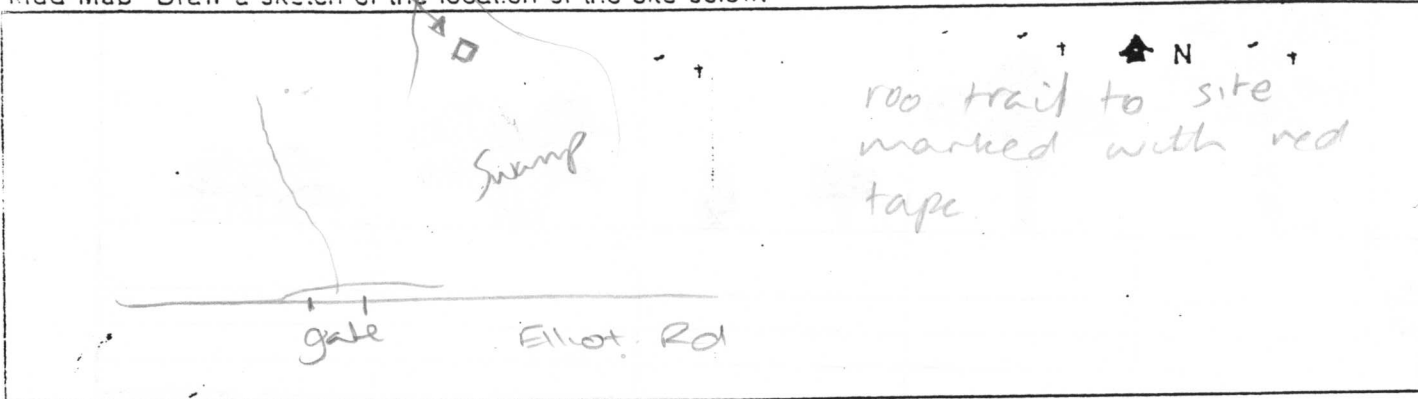 Mud Map Draw a sketch of the location of the site below.
N
roo trail to site
marked with red
tape
Swamp
gate Elliot Rd